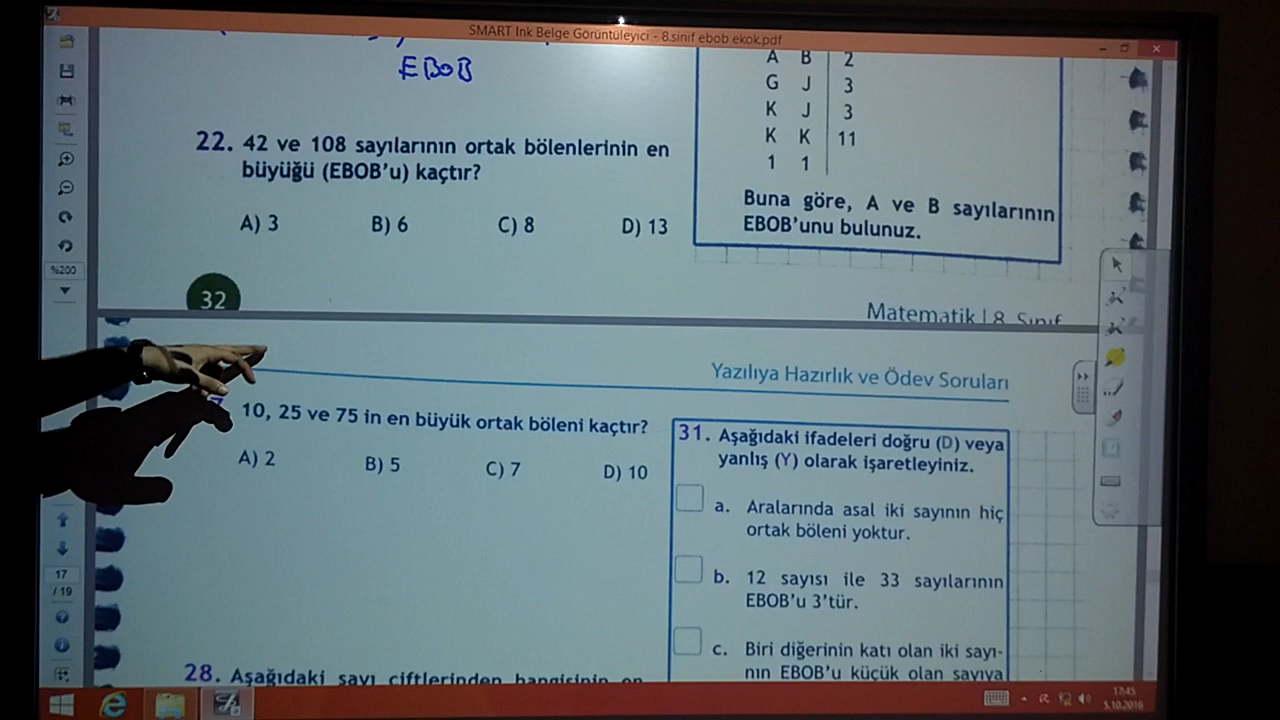 SMART Ink Belge Görüntüleyici - 8.sinif ebob ekok.pdf
EBOB
22. 42 ve 108 sayılarının ortak bölenlerinin en
büyüğü (EBOB'u) kaçtır?
A) 3 B) 6 C) 8 D) 13
32
A B 2
G J 3
K J 3
K K 11
1 1
Buna göre, A ve B sayılarının
EBOB'unu bulunuz.
Matematik | 8. Sınıf
Yazılıya Hazırlık ve Ödev Soruları
10, 25 ve 75 in en büyük ortak böleni kaçtır?
A) 2 B) 5 C) 7 D) 10
28. Aşağıdaki sayı çiftlerinden hangisinin en
31. Aşağıdaki ifadeleri doğru (D) veya
yanlış (Y) olarak işaretleyiniz.
a. Aralarında asal iki sayının hiç
ortak böleni yoktur.
b. 12 sayısı ile 33 sayılarının
EBOB'u 3'tür.
c. Biri diğerinin katı olan iki sayı-
nın EBOB'u küçük olan sayıya
%200
17
/ 19
17:45
5.10.2016